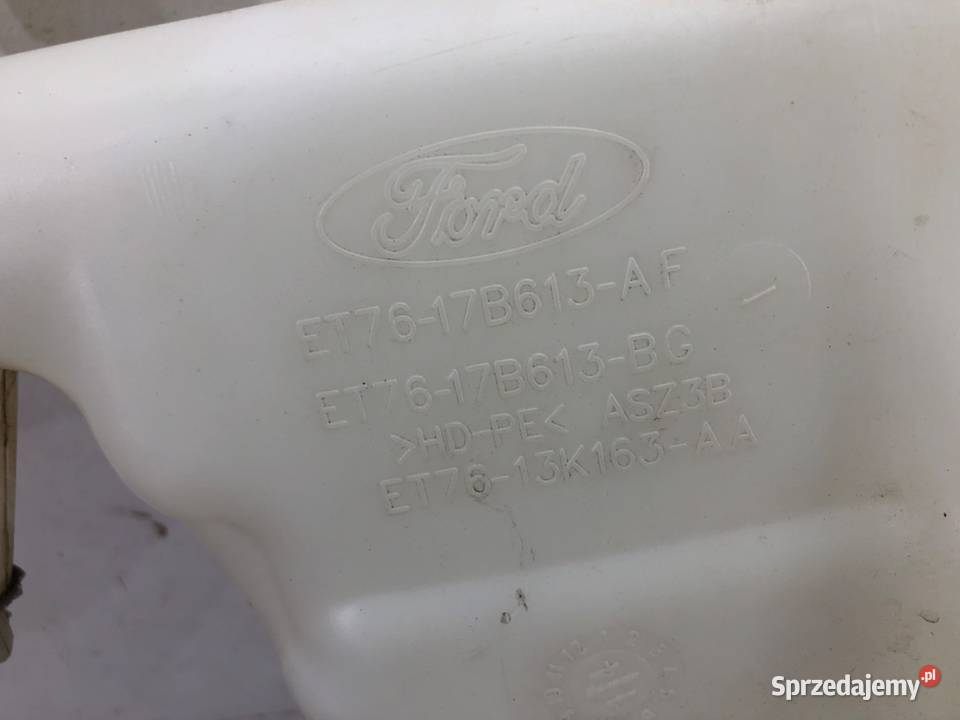 Ford
ET76-17B613-AF
ET76-17B613-BG
>HD-PE< ASZ3B
ET76-13K163-AA
Sprzedajemy.pl